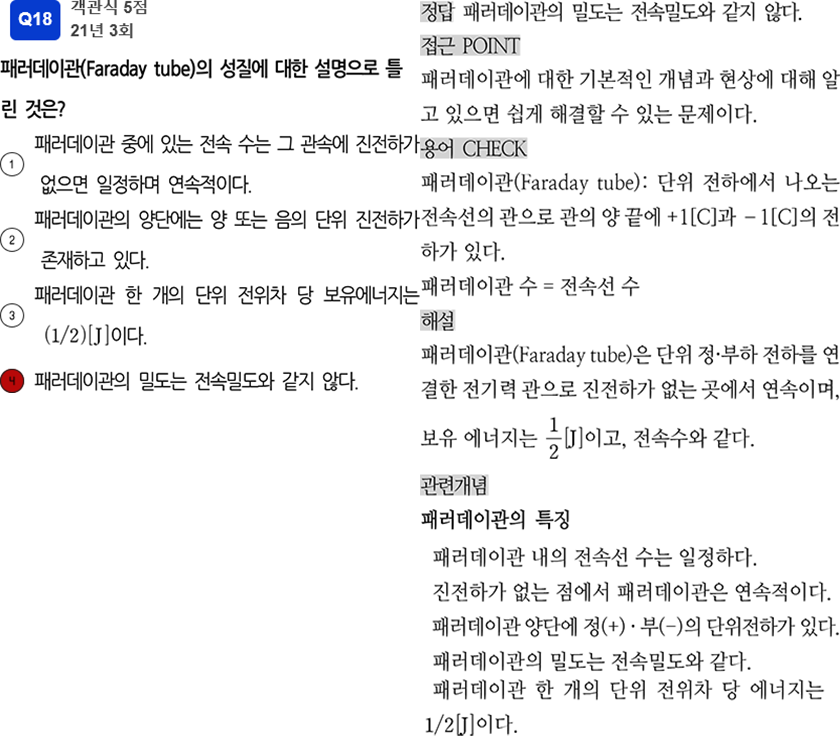 Q18
객관식 5점
21년 3회
패러데이관(Faraday tube)의 성질에 대한 설명으로 틀
린 것은?
1 패러데이관 중에 있는 전속 수는 그 관속에 진전하가
없으면 일정하며 연속적이다.
2 패러데이관의 양단에는 양 또는 음의 단위 진전하가
존재하고 있다.
3 패러데이관 한 개의 단위 전위차 당 보유에너지는
(1/2)[J]이다.
4 패러데이관의 밀도는 전속밀도와 같지 않다.
정답 패러데이관의 밀도는 전속밀도와 같지 않다.
접근 POINT
패러데이관에 대한 기본적인 개념과 현상에 대해 알
고 있으면 쉽게 해결할 수 있는 문제이다.
용어 CHECK
패러데이관(Faraday tube): 단위 전하에서 나오는
전속선의 관으로 관의 양 끝에 +1[C]과 −1[C]의 전
하가 있다.
패러데이관 수 = 전속선 수
해설
패러데이관(Faraday tube)은 단위 정·부하 전하를 연
결한 전기력 관으로 진전하가 없는 곳에서 연속이며,
보유 에너지는 1/2[J]이고, 전속수와 같다.
관련개념
패러데이관의 특징
패러데이관 내의 전속선 수는 일정하다.
진전하가 없는 점에서 패러데이관은 연속적이다.
패러데이관 양단에 정(+)·부(−)의 단위전하가 있다.
패러데이관의 밀도는 전속밀도와 같다.
패러데이관 한 개의 단위 전위차 당 에너지는
1/2[J]이다.